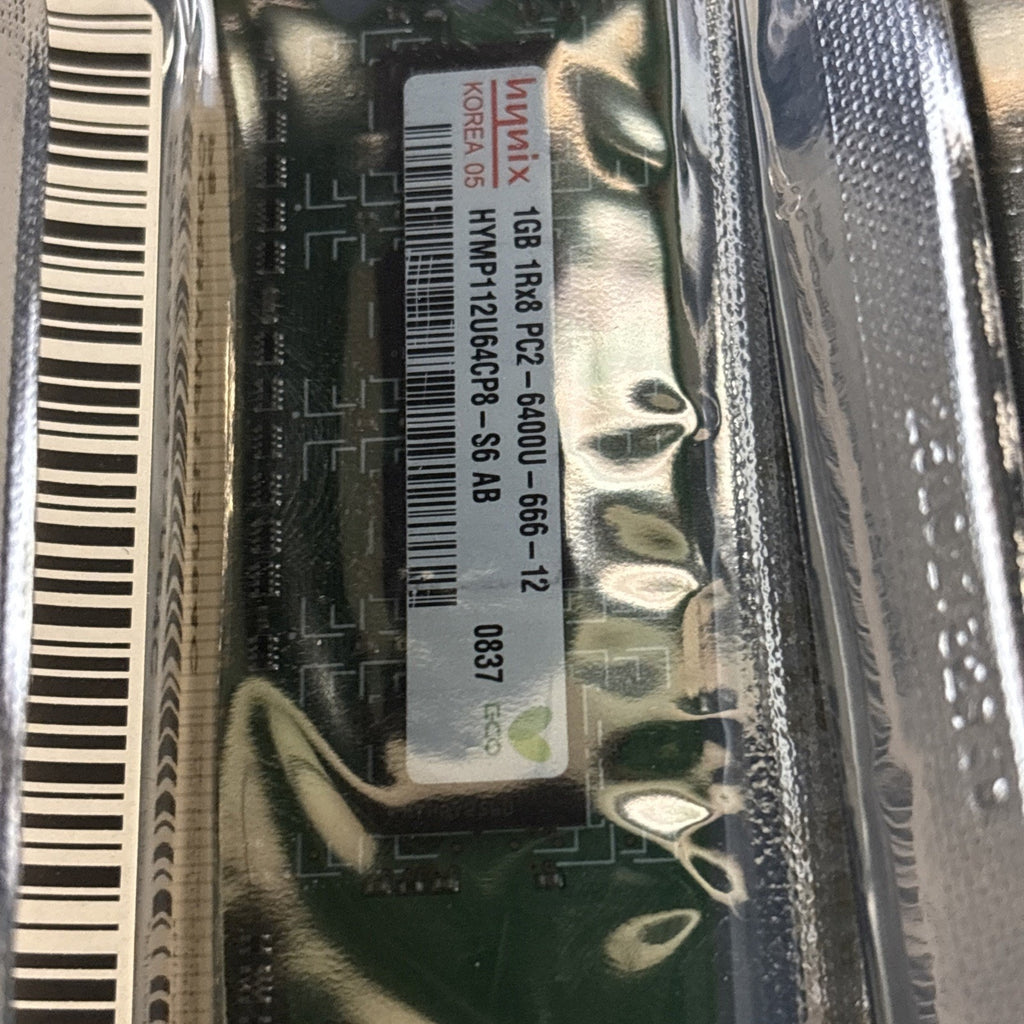 hynix
KOREA 05
1GB 1Rx8 PC2-6400U-666-12
HYMP112U64CP8-S6 AB
0837
eco